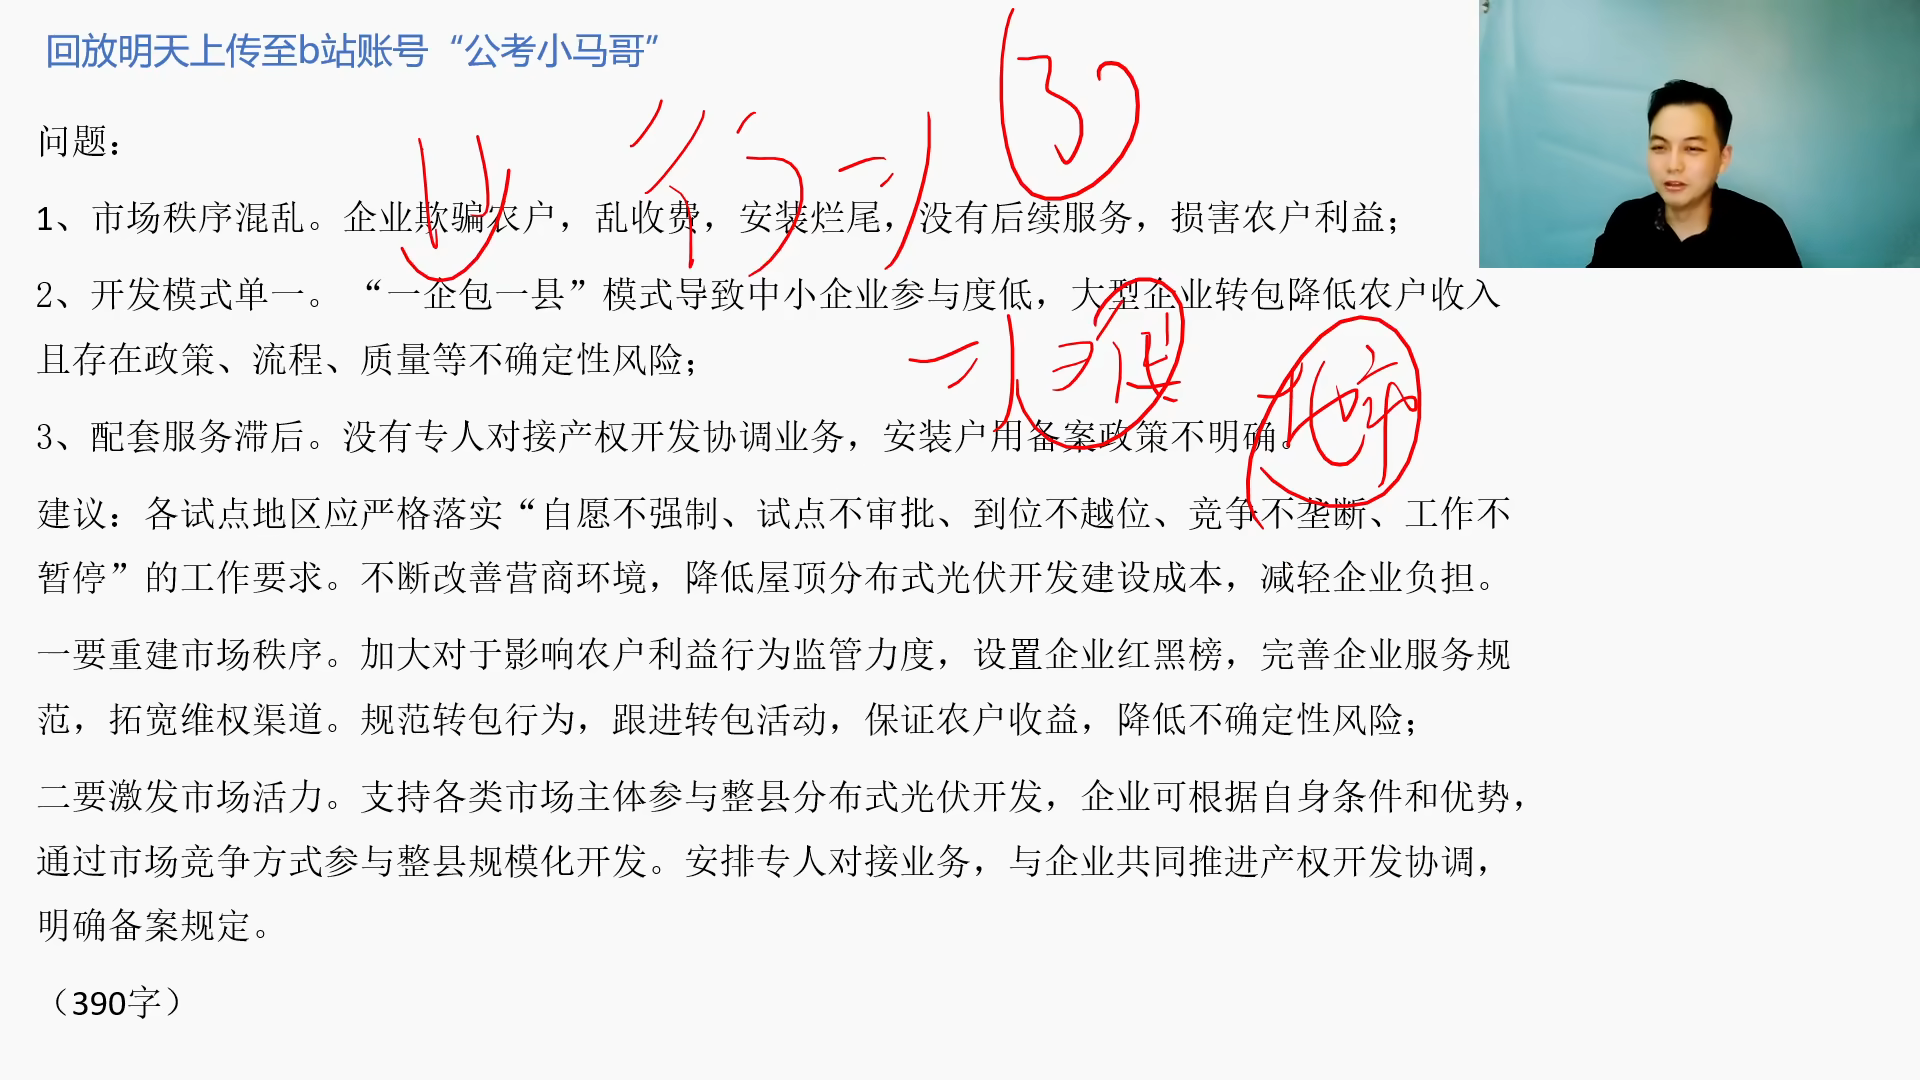 回放明天上传至b站账号“公考小马哥”
问题：
1、市场秩序混乱。企业欺骗农户，乱收费，安装烂尾，没有后续服务，损害农户利益；
2、开发模式单一。 “一企包一县”模式导致中小企业参与度低，大型企业转包降低农户收入
且存在政策、流程、质量等不确定性风险；
3、配套服务滞后。没有专人对接产权开发协调业务，安装户用备案政策不明确。
建议：各试点地区应严格落实“自愿不强制、试点不审批、到位不越位、竞争不垄断、工作不
暂停”的工作要求。不断改善营商环境，降低屋顶分布式光伏开发建设成本，减轻企业负担。
一要重建市场秩序。加大对于影响农户利益行为监管力度，设置企业红黑榜，完善企业服务规
范，拓宽维权渠道。规范转包行为，跟进转包活动，保证农户收益，降低不确定性风险；
二要激发市场活力。支持各类市场主体参与整县分布式光伏开发，企业可根据自身条件和优势，
通过市场竞争方式参与整县规模化开发。安排专人对接业务，与企业共同推进产权开发协调，
明确备案规定。
（390字）